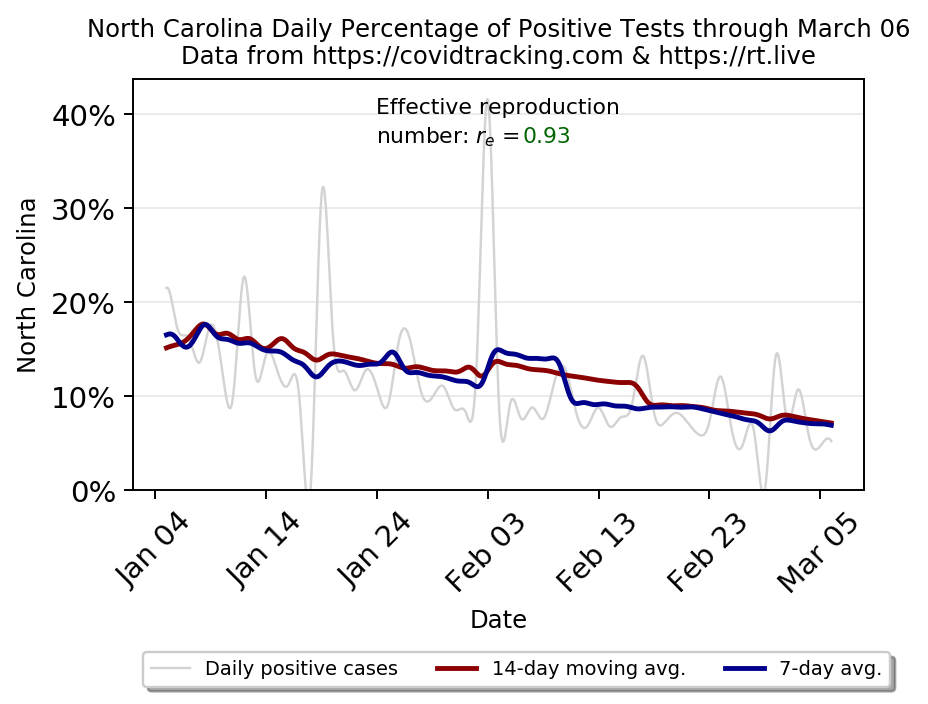 North Carolina Daily Percentage of Positive Tests through March 06
Data from https://covidtracking.com & https://rt.live
Effective reproduction
number: re = 0.93
North Carolina
40%
30%
20%
10%
0%
Jan 04
Jan 14
Jan 24
Feb 03
Feb 13
Feb 23
Mar 05
Date
Daily positive cases
14-day moving avg.
7-day avg.